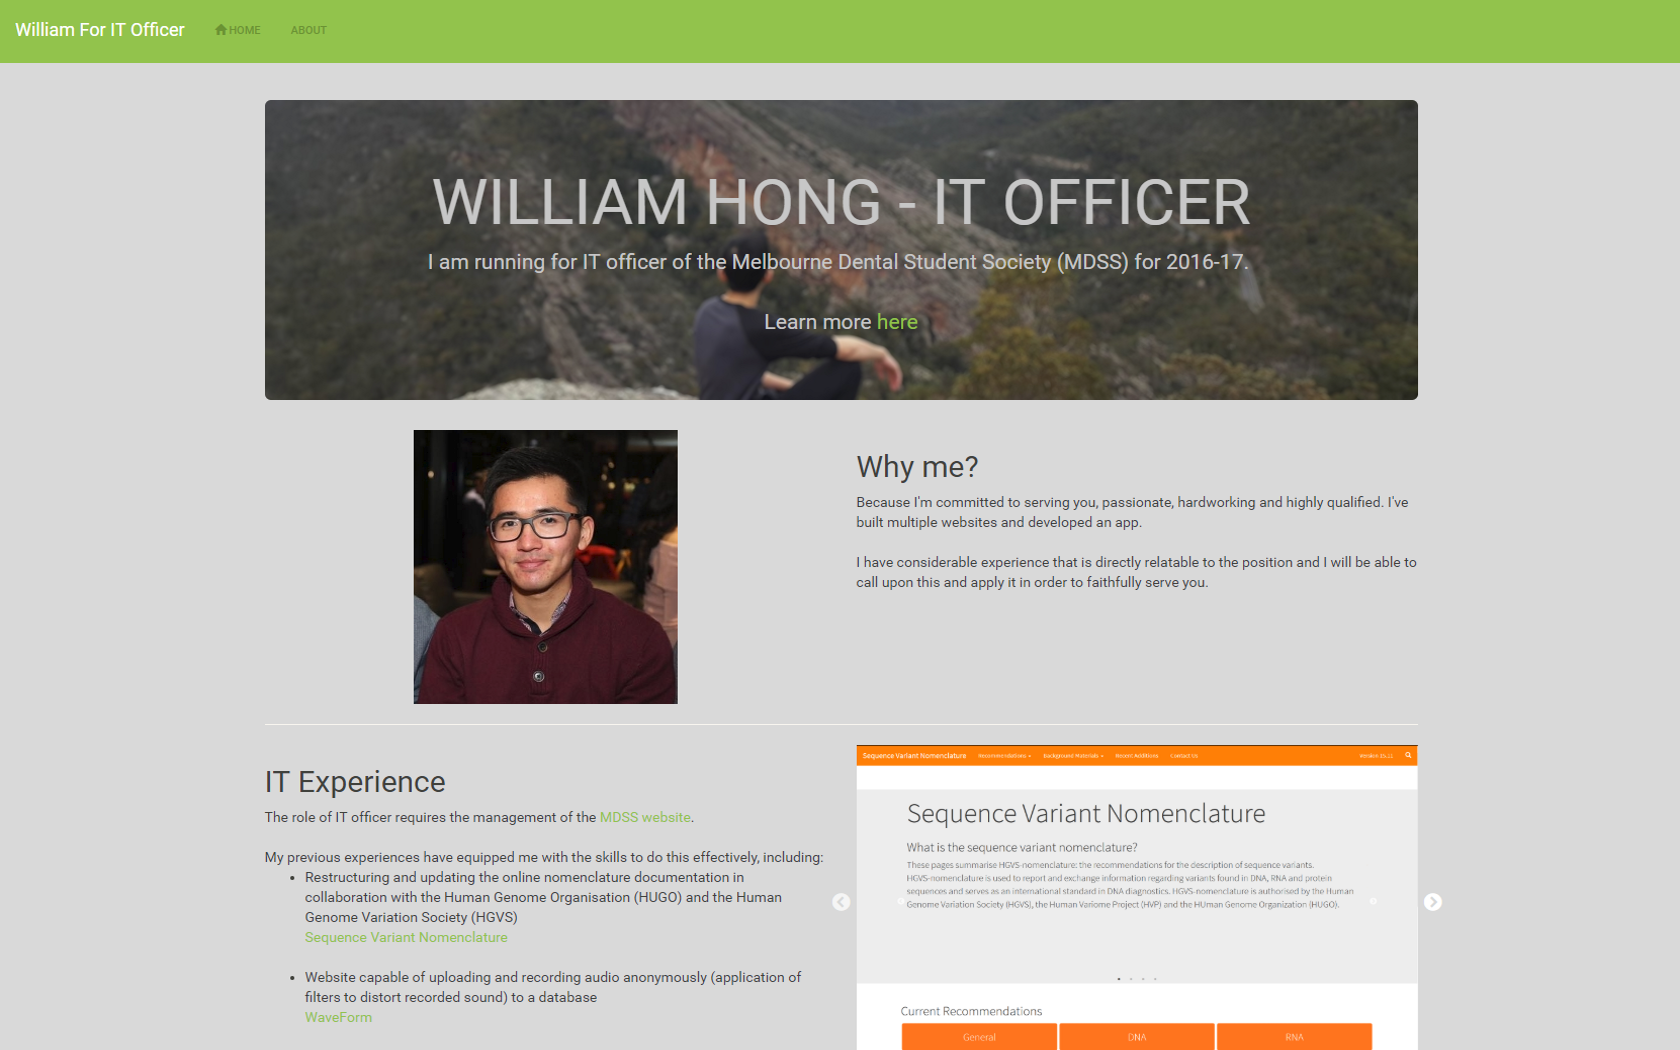 William For IT Officer
HOME
ABOUT
WILLIAM HONG - IT OFFICER
I am running for IT officer of the Melbourne Dental Student Society (MDSS) for 2016-17.
Learn more here
Why me?
Because I'm committed to serving you, passionate, hardworking and highly qualified. I've
built multiple websites and developed an app.
I have considerable experience that is directly relatable to the position and I will be able to
call upon this and apply it in order to faithfully serve you.
IT Experience
The role of IT officer requires the management of the MDSS website.
My previous experiences have equipped me with the skills to do this effectively, including:
Restructuring and updating the online nomenclature documentation in
collaboration with the Human Genome Organisation (HUGO) and the Human
Genome Variation Society (HGVS)
Sequence Variant Nomenclature
Website capable of uploading and recording audio anonymously (application of
filters to distort recorded sound) to a database
WaveForm
Sequence Variant Nomenclature
Recommendations
Background Materials
Recent Additions
Contact Us
Version 15.11
Sequence Variant Nomenclature
What is the sequence variant nomenclature?
These pages summarise HGVS-nomenclature: the recommendations for the description of sequence variants.
HGVS-nomenclature is used to report and exchange information regarding variants found in DNA, RNA and protein
sequences and serves as an international standard in DNA diagnostics. HGVS-nomenclature is authorised by the Human
Genome Variation Society (HGVS), the Human Variome Project (HVP) and the HUman Genome Organization (HUGO).
Current Recommendations
General
DNA
RNA